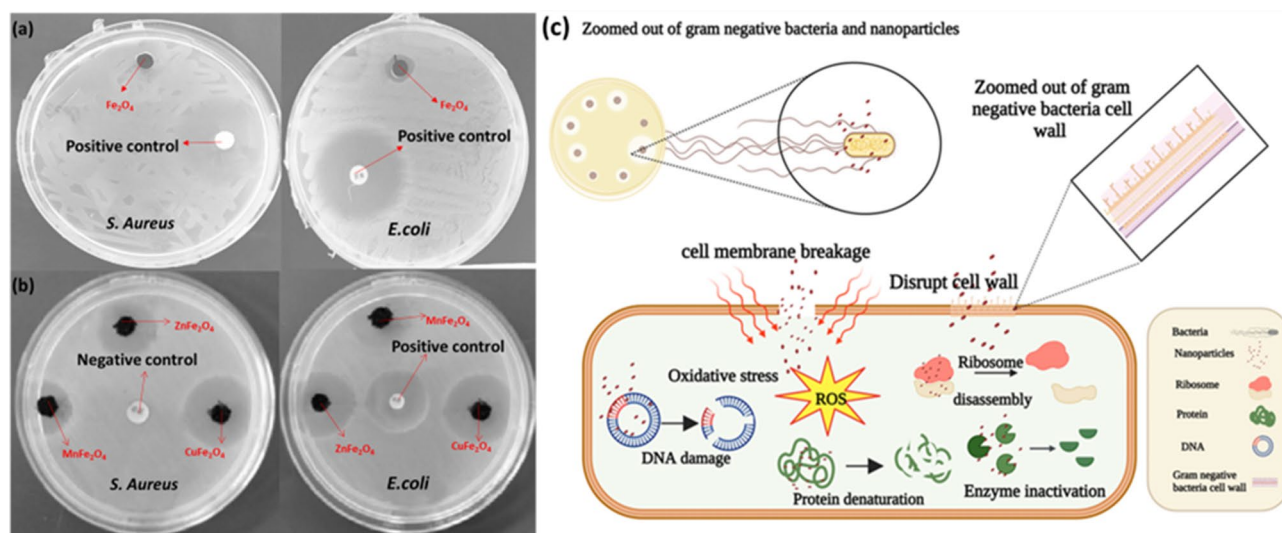 (a)
Fe₂O₄
Positive control
S. Aureus
Fe₂O₄
Positive control
E.coli
(b)
ZnFe₂O₄
Negative control
MnFe₂O₄
CuFe₂O₄
S. Aureus
MnFe₂O₄
Positive control
ZnFe₂O₄
CuFe₂O₄
E.coli
(c) Zoomed out of gram negative bacteria and nanoparticles
Zoomed out of gram
negative bacteria cell
wall
cell membrane breakage
Disrupt cell wall
Oxidative stress
ROS
Ribosome
disassembly
DNA damage
Protein denaturation
Enzyme inactivation
Bacteria
Nanoparticles
Ribosome
Protein
DNA
Gram negative
bacteria cell wall